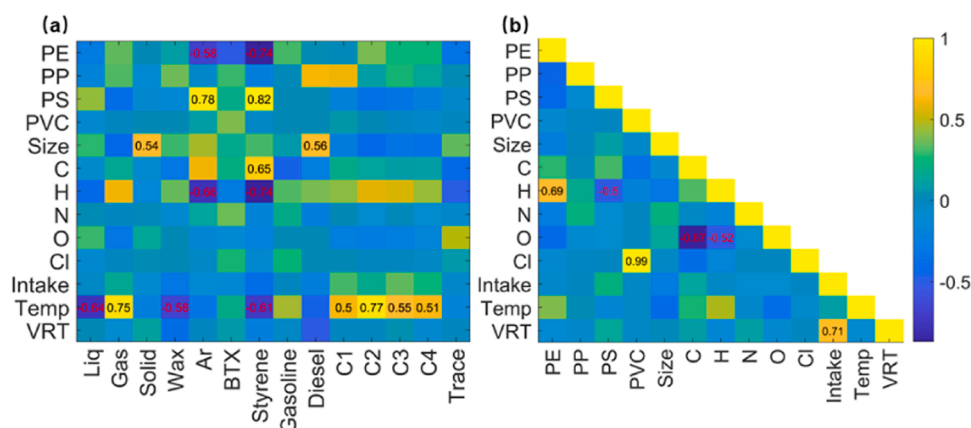 (a)
PE -0.58 -0.74
PP
PS 0.78 0.82
PVC
Size 0.54 0.56
C 0.65
H -0.66 -0.74
N
O
Cl
Intake
Temp -0.64 0.75 -0.56 -0.61 0.5 0.77 0.55 0.51
VRT
Liq Gas Solid Wax Ar BTX Styrene Gasoline Diesel C1 C2 C3 C4 Trace
(b)
PE
PP
PS
PVC
Size
C
H 0.69 -0.5
N
O -0.87 -0.52
Cl 0.99
Intake
Temp
VRT 0.71
PE PP PS PVC Size C H N O Cl Intake Temp VRT
1
0.5
0
-0.5